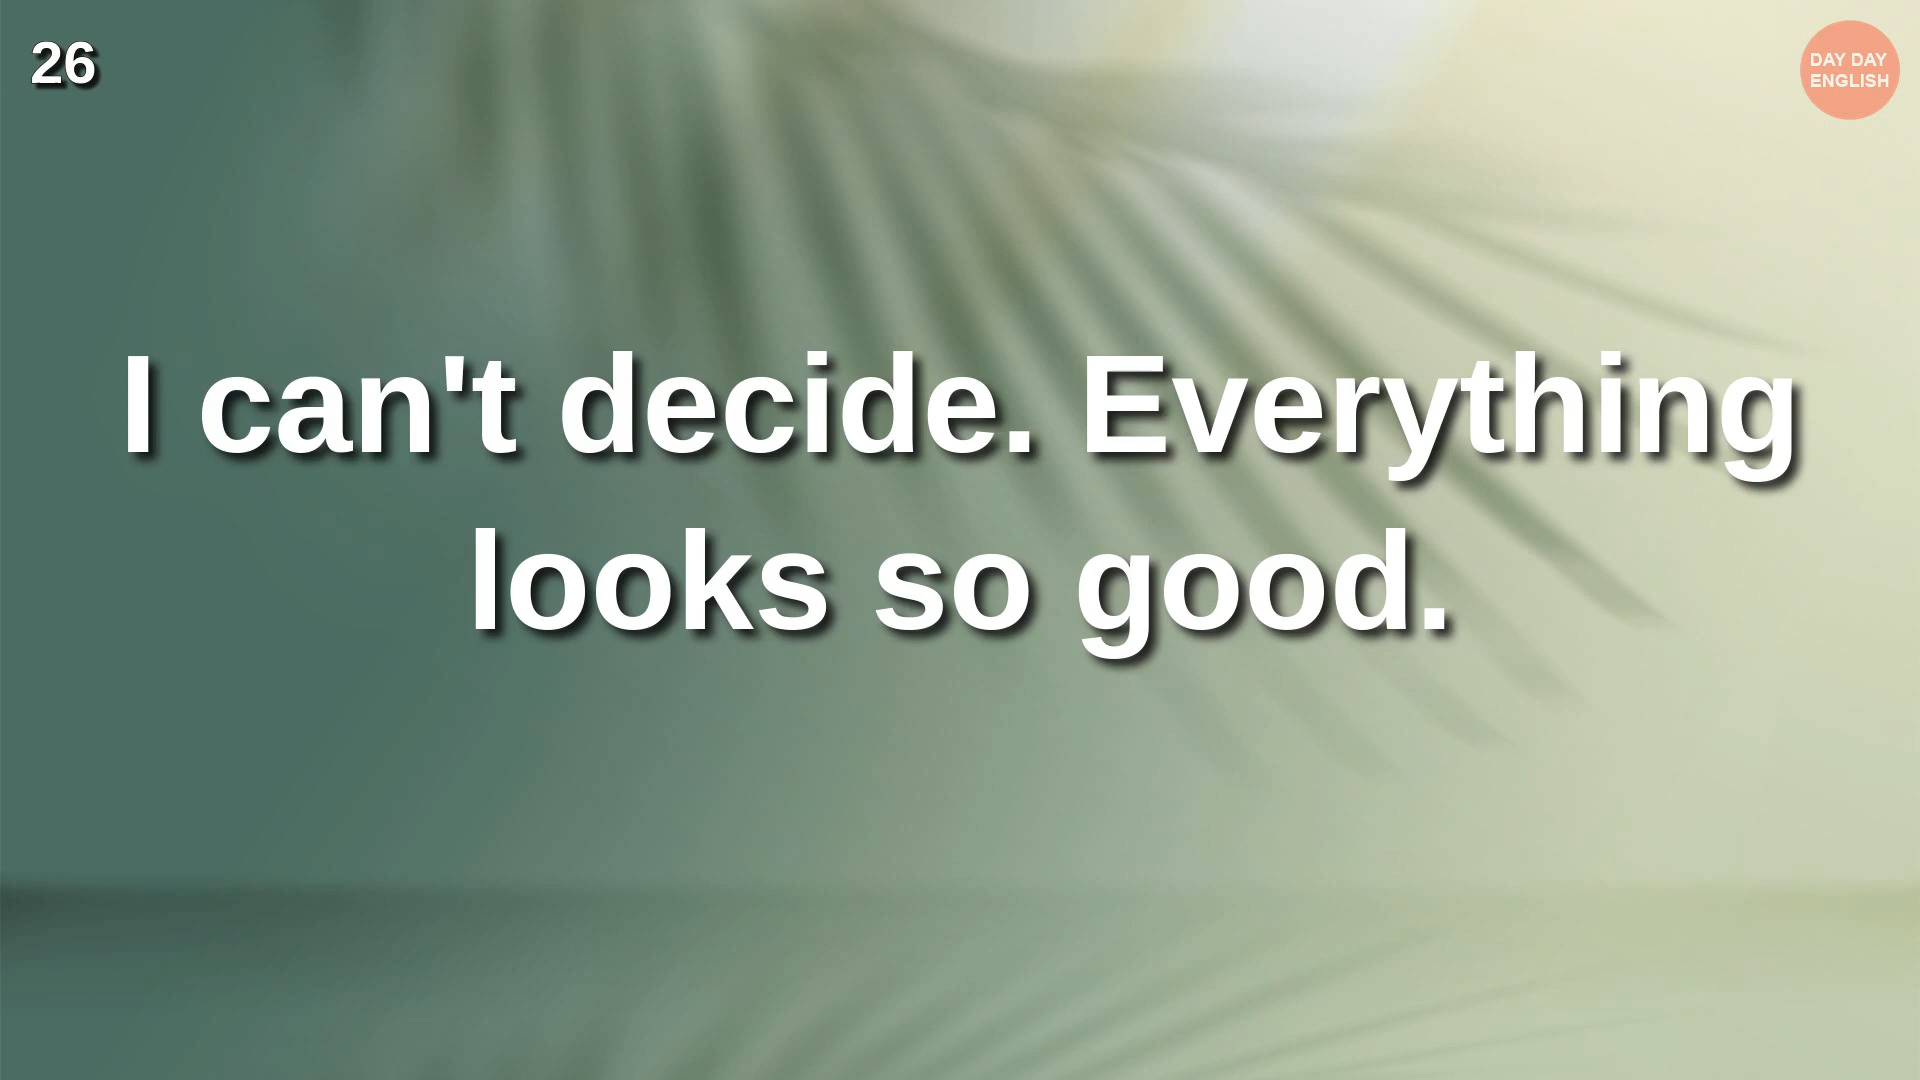 26
DAY DAY
ENGLISH
I can't decide. Everything
looks so good.